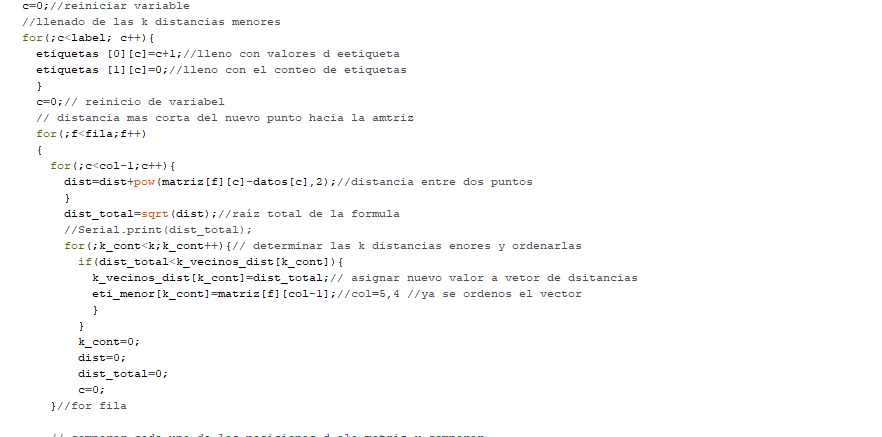 c=0;//reiniciar variable
//llenado de las k distancias menores
for(;c<label; c++){
etiquetas [0][c]=c+1;//lleno con valores d eetiqueta
etiquetas [1][c]=0;//lleno con el conteo de etiquetas
}
c=0;// reinicio de variabel
// distancia mas corta del nuevo punto hacia la amtriz
for(;f<fila;f++)
{
for(;c<col-1;c++){
dist=dist+pow(matriz[f][c]-datos[c],2);//distancia entre dos puntos
}
dist_total=sqrt(dist);//raíz total de la formula
//Serial.print(dist_total);
for(;k_cont<k;k_cont++){// determinar las k distancias enores y ordenarlas
if(dist_total<k_vecinos_dist[k_cont]){
k_vecinos_dist[k_cont]=dist_total;// asignar nuevo valor a vetor de dsitancias
eti_menor[k_cont]=matriz[f][col-1];//col=5,4 //ya se ordenos el vector
}
}
k_cont=0;
dist=0;
dist_total=0;
c=0;
}//for fila